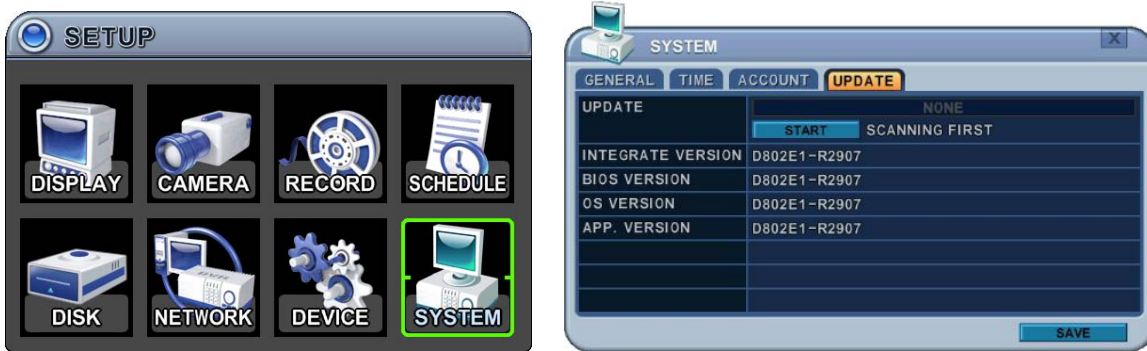 SETUP
DISPLAY CAMERA RECORD SCHEDULE
DISK NETWORK DEVICE SYSTEM
SYSTEM X
GENERAL TIME ACCOUNT UPDATE
UPDATE NONE
START SCANNING FIRST
INTEGRATE VERSION D802E1-R2907
BIOS VERSION D802E1-R2907
OS VERSION D802E1-R2907
APP. VERSION D802E1-R2907
SAVE